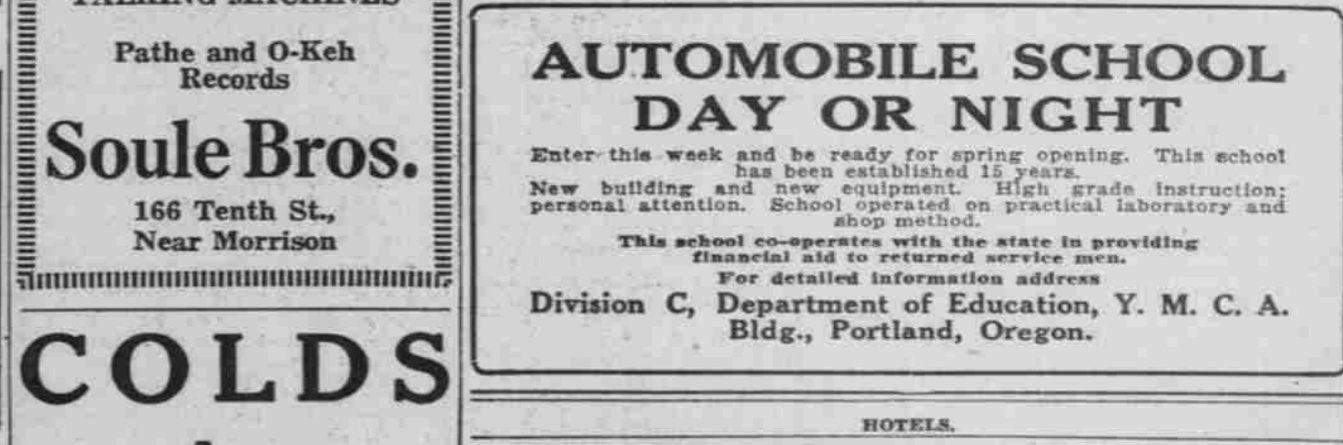 TALKING MACHINES
Pathe and O-Keh
Records
Soule Bros.
166 Tenth St.,
Near Morrison
COLDS
AUTOMOBILE SCHOOL
DAY OR NIGHT
Enter this week and be ready for spring opening. This school
has been established 15 years.
New building and new equipment. High grade instruction;
personal attention. School operated on practical laboratory and
shop method.
This school co-operates with the state in providing
financial aid to returned service men.
For detailed information address
Division C, Department of Education, Y. M. C. A.
Bldg., Portland, Oregon.
HOTELS.